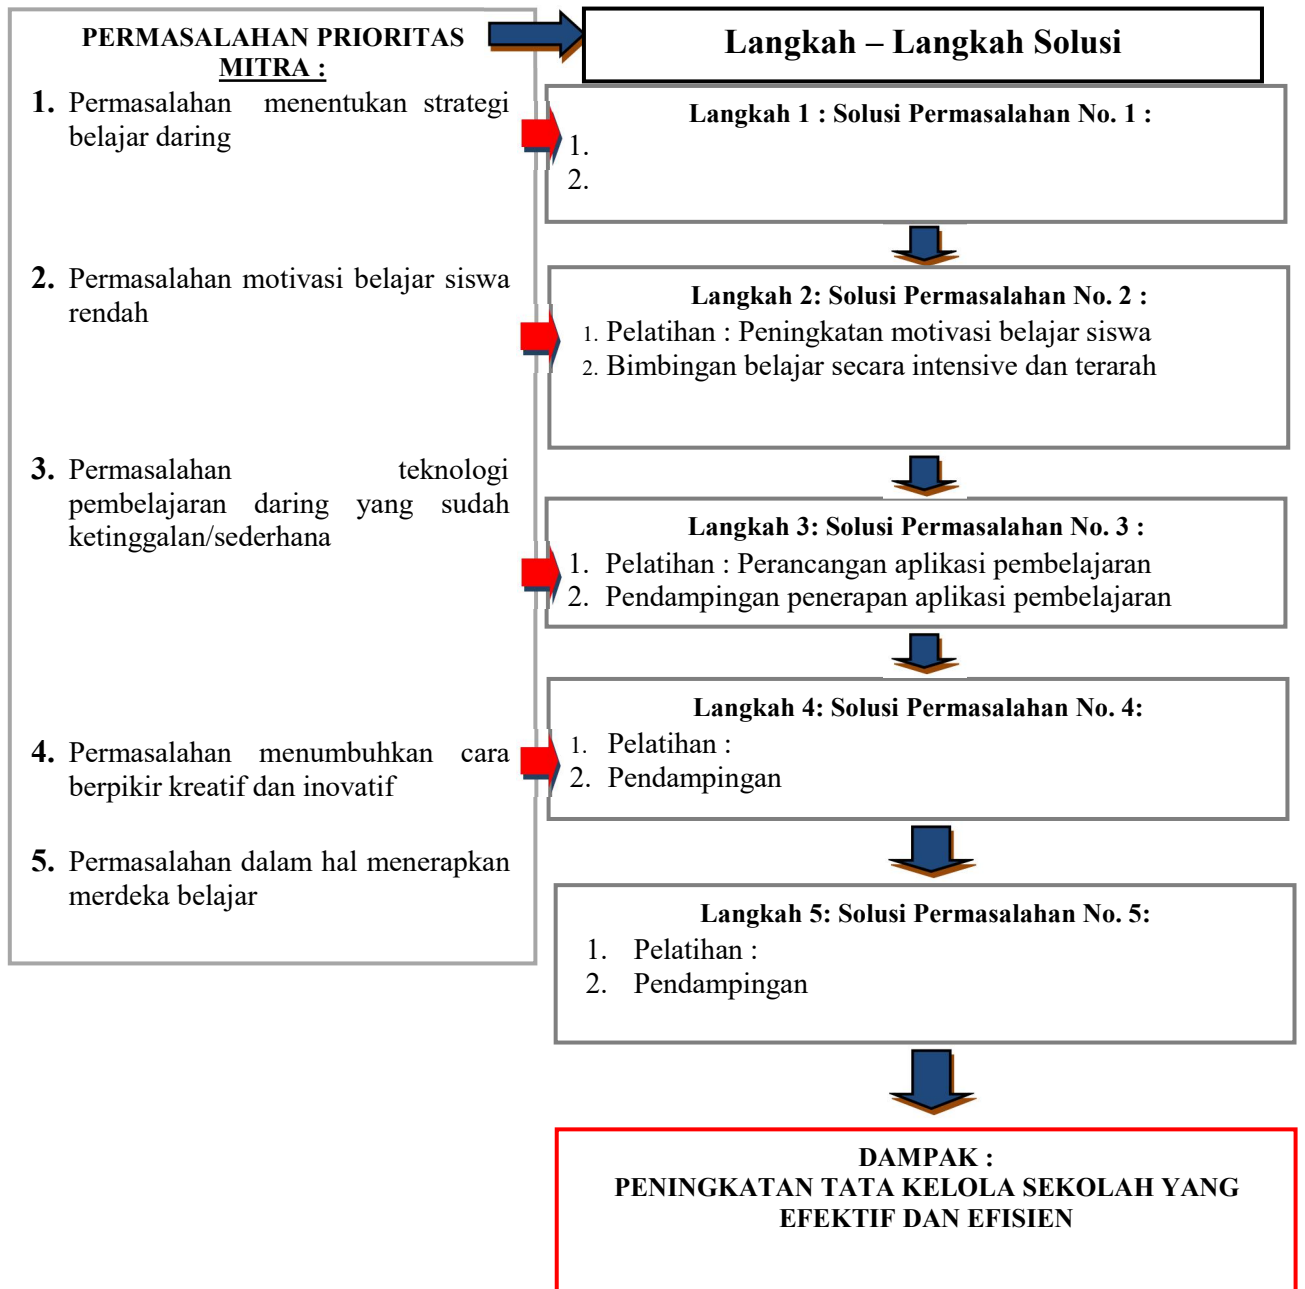 PERMASALAHAN PRIORITAS
MITRA :
1. Permasalahan menentukan strategi
belajar daring
2. Permasalahan motivasi belajar siswa
rendah
3. Permasalahan teknologi
pembelajaran daring yang sudah
ketinggalan/sederhana
4. Permasalahan menumbuhkan cara
berpikir kreatif dan inovatif
5. Permasalahan dalam hal menerapkan
merdeka belajar
Langkah – Langkah Solusi
Langkah 1 : Solusi Permasalahan No. 1 :
1.
2.
Langkah 2: Solusi Permasalahan No. 2 :
1. Pelatihan : Peningkatan motivasi belajar siswa
2. Bimbingan belajar secara intensive dan terarah
Langkah 3: Solusi Permasalahan No. 3 :
1. Pelatihan : Perancangan aplikasi pembelajaran
2. Pendampingan penerapan aplikasi pembelajaran
Langkah 4: Solusi Permasalahan No. 4:
1. Pelatihan :
2. Pendampingan
Langkah 5: Solusi Permasalahan No. 5:
1. Pelatihan :
2. Pendampingan
DAMPAK :
PENINGKATAN TATA KELOLA SEKOLAH YANG
EFEKTIF DAN EFISIEN